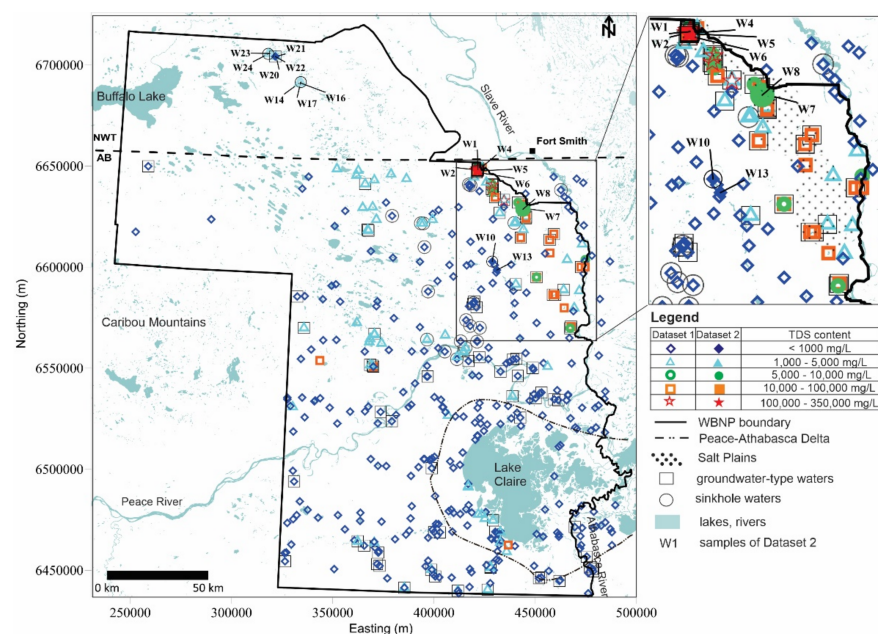 N
6700000
6650000
6600000
6550000
6500000
6450000
Northing (m)
250000 300000 350000 400000 450000 500000
Easting (m)
W23
W24
W21
W22
W20
W14
W16
W17
Buffalo Lake
Slave River
NWT
AB
Fort Smith
W1
W4
W2
W5
W6
W8
W7
W10
W13
Caribou Mountains
Peace River
Lake
Claire
Athabasca River
0 km 50 km
W1
W4
W2
W5
W6
W8
W7
W10
W13
Legend
Dataset 1 Dataset 2 TDS content
< 1000 mg/L
1,000 - 5,000 mg/L
5,000 - 10,000 mg/L
10,000 - 100,000 mg/L
100,000 - 350,000 mg/L
WBNP boundary
Peace-Athabasca Delta
Salt Plains
groundwater-type waters
sinkhole waters
lakes, rivers
W1 samples of Dataset 2